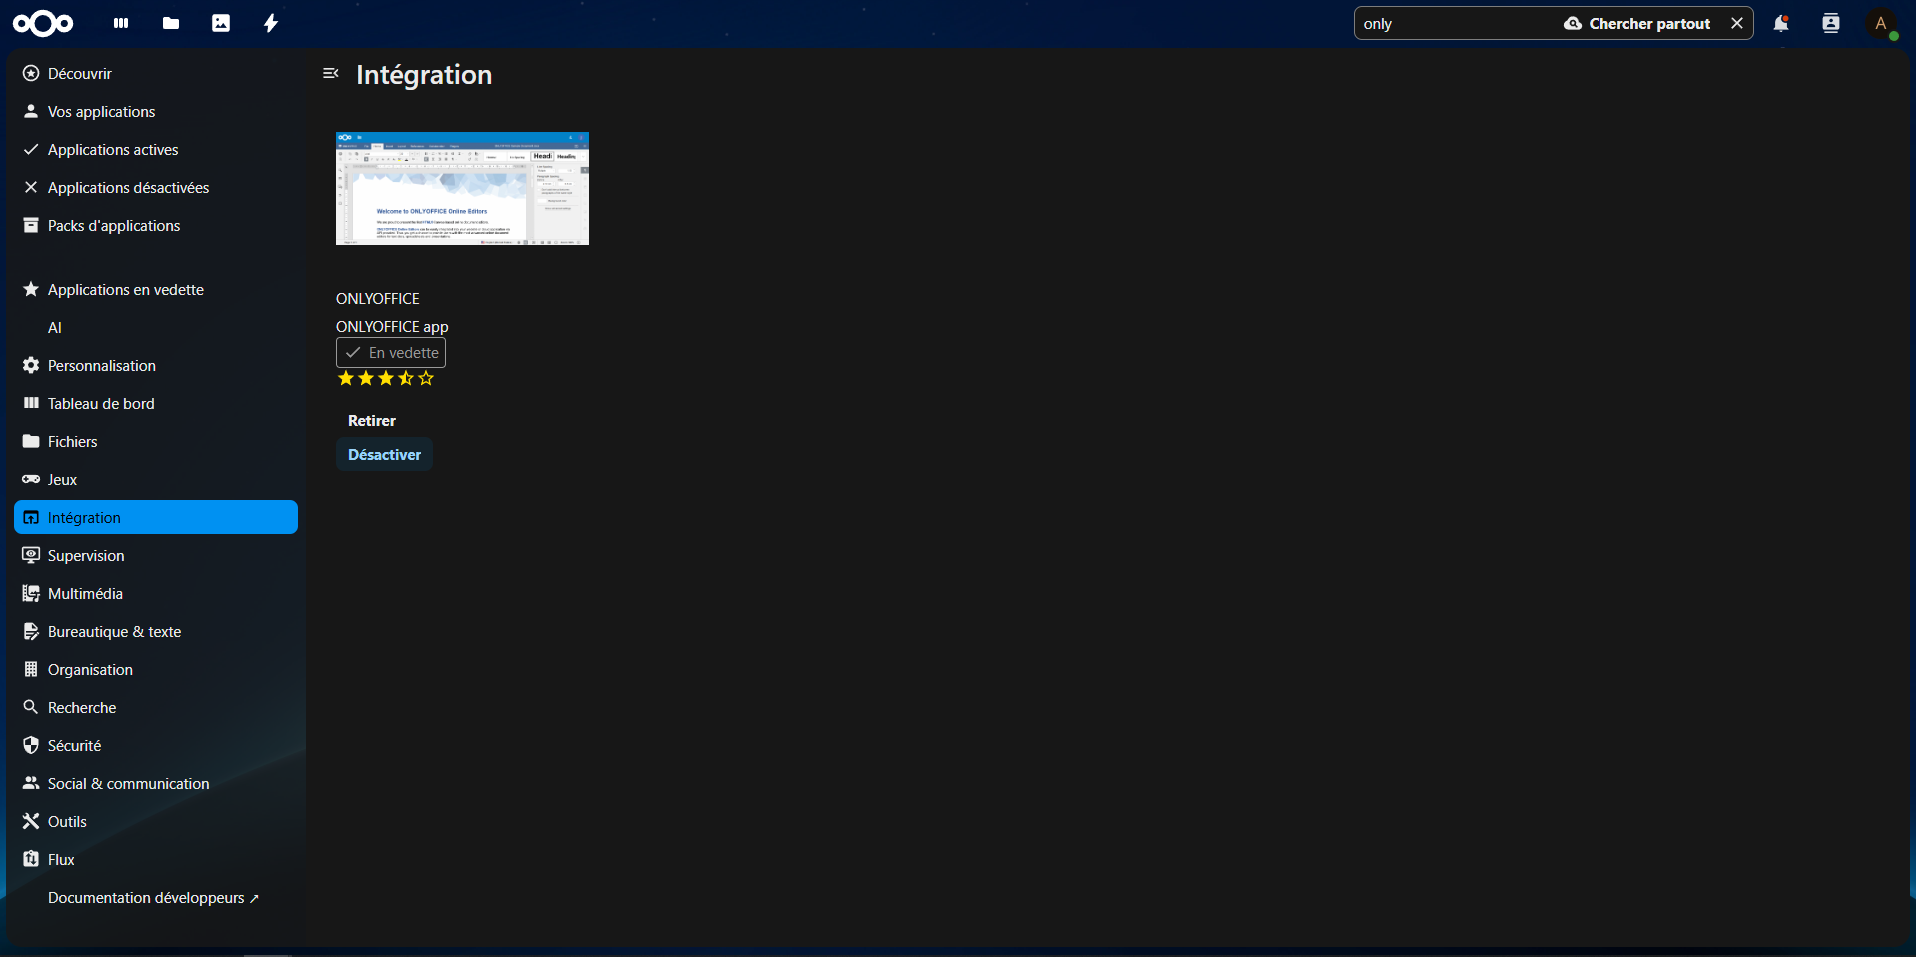 only
Chercher partout
A
Découvrir
Vos applications
Applications actives
Applications désactivées
Packs d'applications
Applications en vedette
AI
Personnalisation
Tableau de bord
Fichiers
Jeux
Intégration
Supervision
Multimédia
Bureautique & texte
Organisation
Recherche
Sécurité
Social & communication
Outils
Flux
Documentation développeurs ↗
Intégration
Headi
Heading
Welcome to ONLYOFFICE Online Editors
ONLYOFFICE
ONLYOFFICE app
En vedette
Retirer
Désactiver